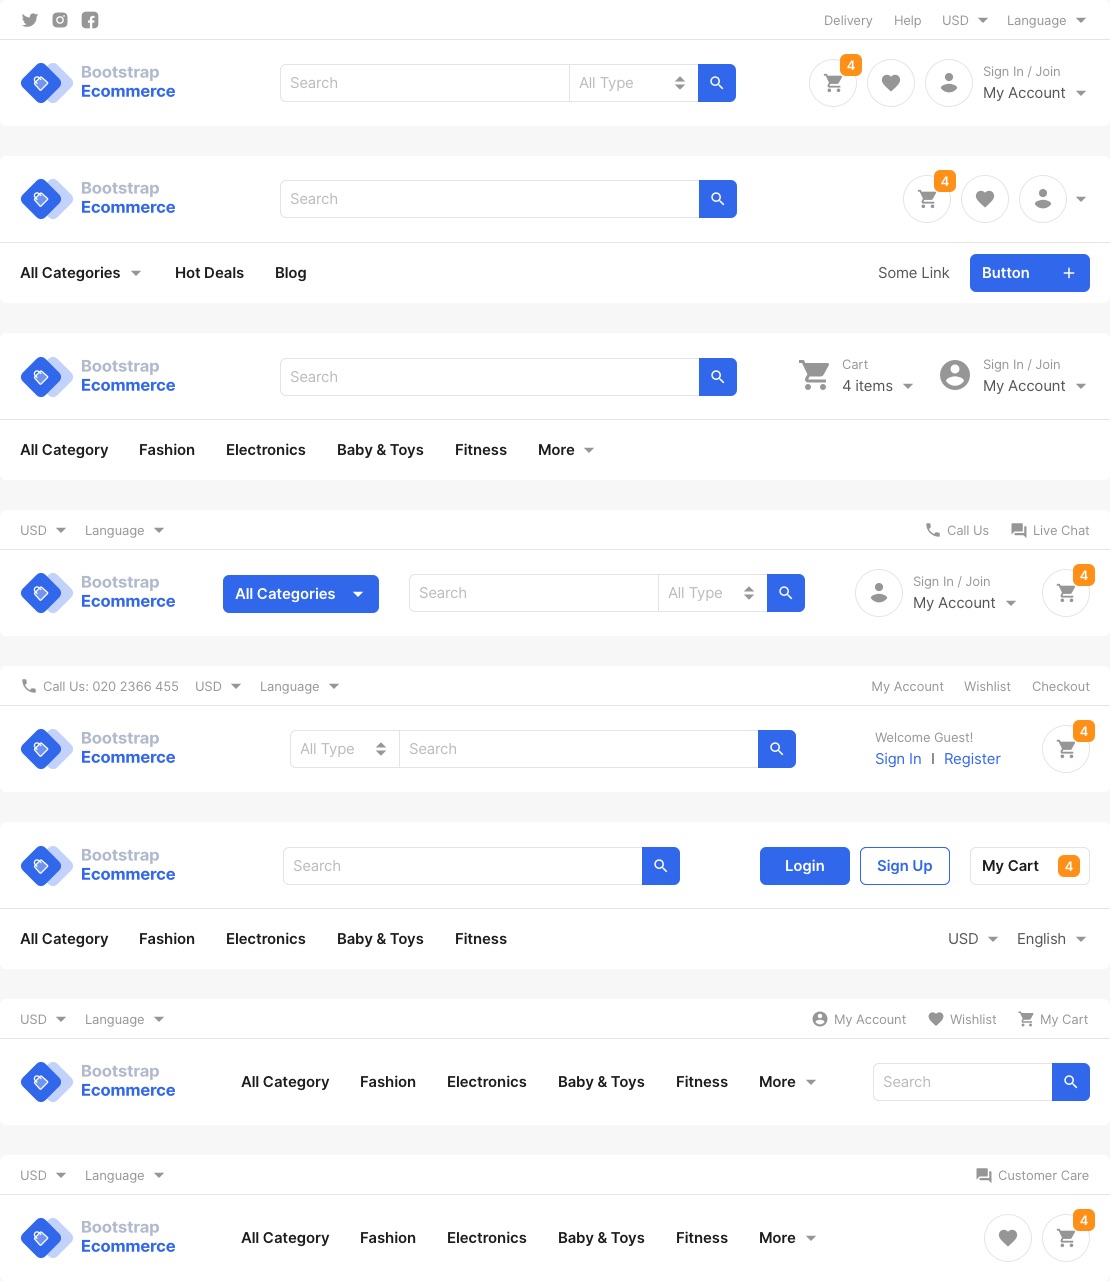 Delivery Help USD Language
Bootstrap
Ecommerce
Search All Type
4
Sign In / Join
My Account
Bootstrap
Ecommerce
Search
4
All Categories Hot Deals Blog Some Link Button
Bootstrap
Ecommerce
Search
Cart
4 items
Sign In / Join
My Account
All Category Fashion Electronics Baby & Toys Fitness More
USD Language Call Us Live Chat
Bootstrap
Ecommerce
All Categories
Search All Type
Sign In / Join
My Account
4
Call Us: 020 2366 455 USD Language My Account Wishlist Checkout
Bootstrap
Ecommerce
All Type Search
Welcome Guest!
Sign In | Register
4
Bootstrap
Ecommerce
Search
Login Sign Up My Cart 4
All Category Fashion Electronics Baby & Toys Fitness USD English
USD Language My Account Wishlist My Cart
Bootstrap
Ecommerce
All Category Fashion Electronics Baby & Toys Fitness More Search
USD Language Customer Care
Bootstrap
Ecommerce
All Category Fashion Electronics Baby & Toys Fitness More
4